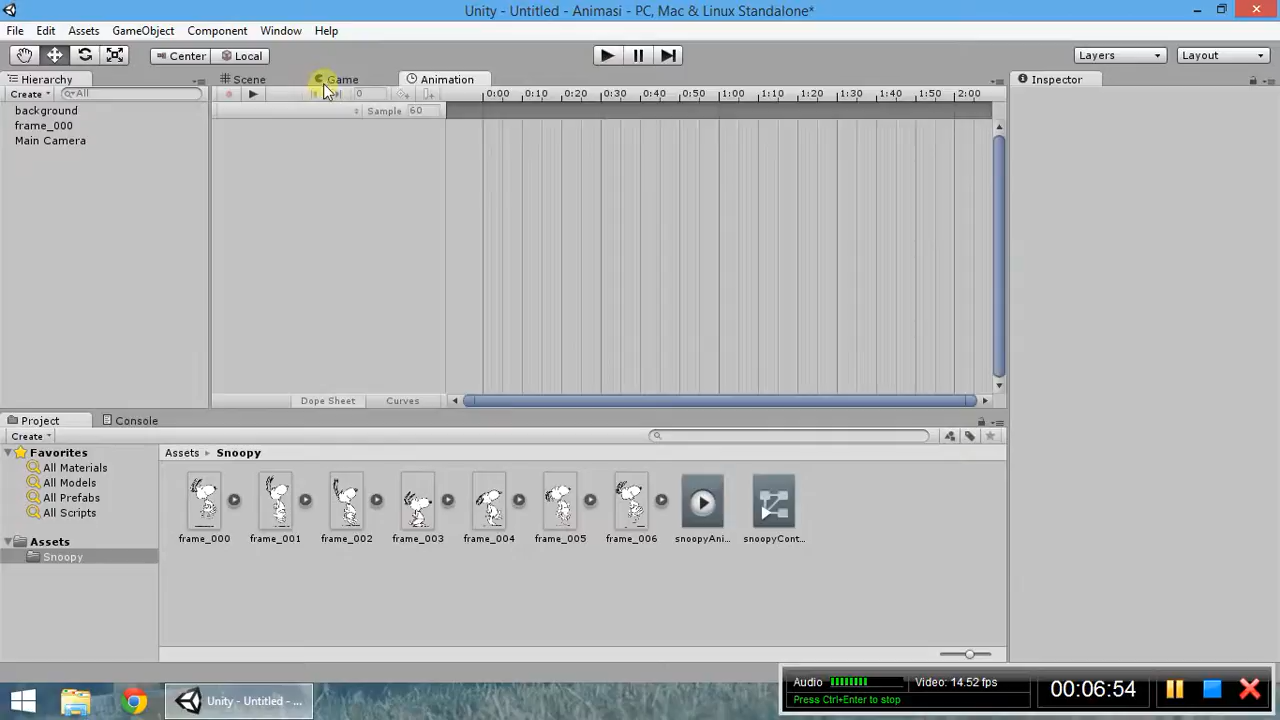 Unity - Untitled - Animasi - PC, Mac & Linux Standalone*
File Edit Assets GameObject Component Window Help
Center Local Layers Layout
Hierarchy Scene Game Animation Inspector
Create All 0 0:00 0:10 0:20 0:30 0:40 0:50 1:00 1:10 1:20 1:30 1:40 1:50 2:00
Sample 60
background
frame_000
Main Camera
Dope Sheet Curves
Project Console
Create
Favorites
All Materials
All Models
All Prefabs
All Scripts
Assets
Snoopy
Assets Snoopy
frame_000 frame_001 frame_002 frame_003 frame_004 frame_005 frame_006 snoopyAni... snoopyCont...
Audio Video: 14.52 fps
Press Ctrl+Enter to stop
00:06:54
Unity - Untitled - ...